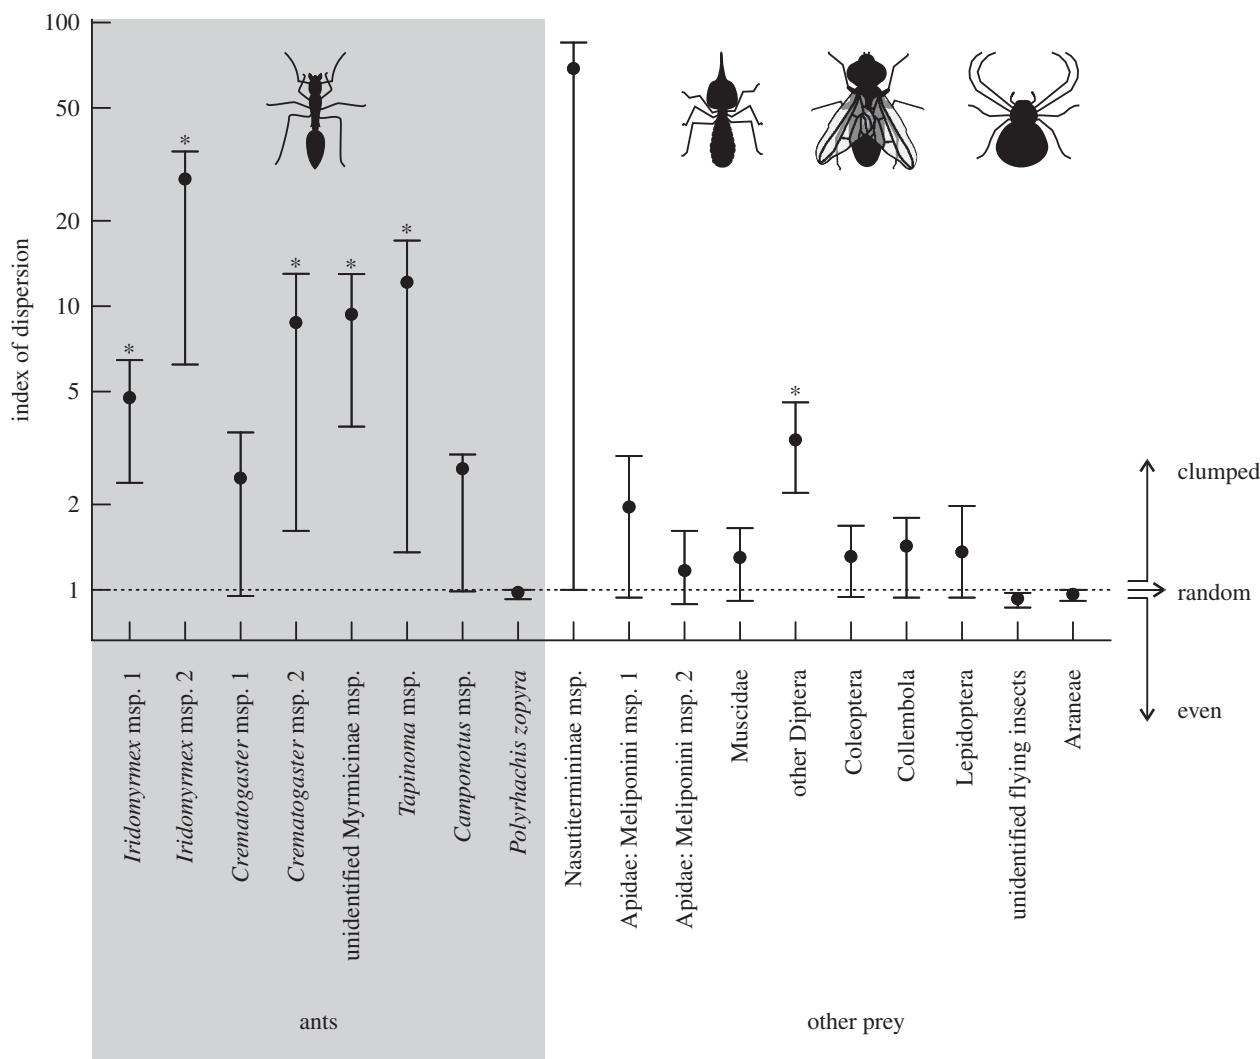 index of dispersion
100
50
20
10
5
2
1
*
*
*
*
*
*
clumped
random
even
Iridomyrmex msp. 1
Iridomyrmex msp. 2
Crematogaster msp. 1
Crematogaster msp. 2
unidentified Myrmicinae msp.
Tapinoma msp.
Camponotus msp.
Polyrhachis zopyra
Nasutitermininae msp.
Apidae: Meliponini msp. 1
Apidae: Meliponini msp. 2
Muscidae
other Diptera
Coleoptera
Collembola
Lepidoptera
unidentified flying insects
Araneae
ants
other prey